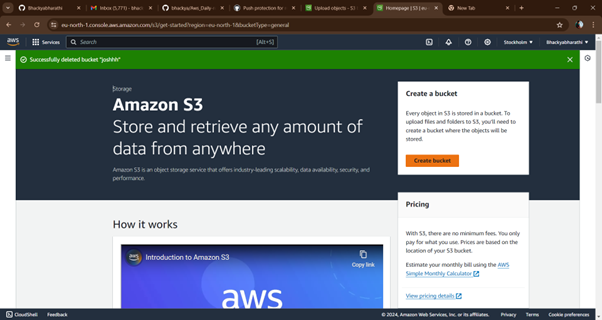 Bhackyabharathi
Inbox (5,771) - bhac
bhackya/Aws_Daily
Push protection for
Upload objects - S3
Homepage | S3 | eu
New Tab
eu-north-1.console.aws.amazon.com/s3/get-started?region=eu-north-1&bucketType=general
aws
Services
Search
[Alt+S]
Stockholm
Bhackyabharathi
Successfully deleted bucket "joshhh"
Storage
Amazon S3
Store and retrieve any amount of
data from anywhere
Amazon S3 is an object storage service that offers industry-leading scalability, data availability, security, and
performance.
Create a bucket
Every object in S3 is stored in a bucket. To
upload files and folders to S3, you'll need to
create a bucket where the objects will be
stored.
Create bucket
How it works
aws
Introduction to Amazon S3
Copy link
aws
Pricing
With S3, there are no minimum fees. You only
pay for what you use. Prices are based on the
location of your S3 bucket.
Estimate your monthly bill using the AWS
Simple Monthly Calculator
View pricing details
CloudShell
Feedback
© 2024, Amazon Web Services, Inc. or its affiliates.
Privacy
Terms
Cookie preferences